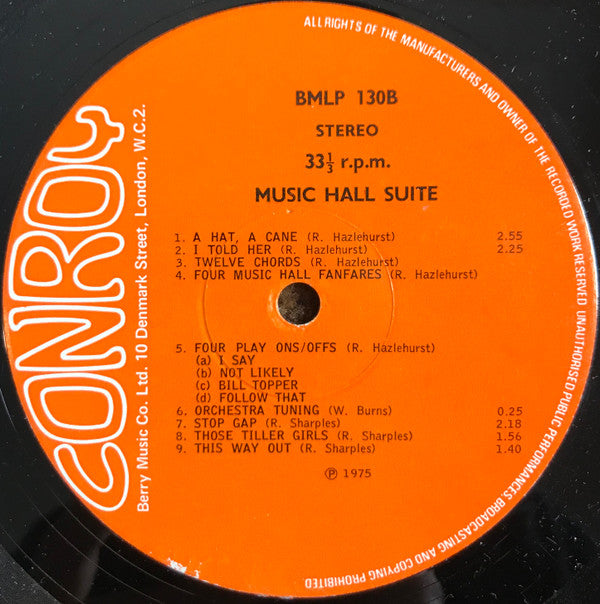 ALL RIGHTS OF THE MANUFACTURERS AND OWNER OF THE RECORDED WORK RESERVED UNAUTHORISED PUBLIC PERFORMANCES, BROADCASTING AND COPYING PROHIBITED
CONROY
Berry Music Co. Ltd. 10 Denmark Street, London, W.C.2.
BMLP 130B
STEREO
33⅓ r.p.m.
MUSIC HALL SUITE
1. A HAT, A CANE (R. Hazlehurst) 2.55
2. I TOLD HER (R. Hazlehurst) 2.25
3. TWELVE CHORDS (R. Hazlehurst)
4. FOUR MUSIC HALL FANFARES (R. Hazlehurst)
5. FOUR PLAY ONS/OFFS (R. Hazlehurst)
(a) I SAY
(b) NOT LIKELY
(c) BILL TOPPER
(d) FOLLOW THAT
6. ORCHESTRA TUNING (W. Burns) 0.25
7. STOP GAP (R. Sharples) 2.18
8. THOSE TILLER GIRLS (R. Sharples) 1.56
9. THIS WAY OUT (R. Sharples) 1.40
℗ 1975